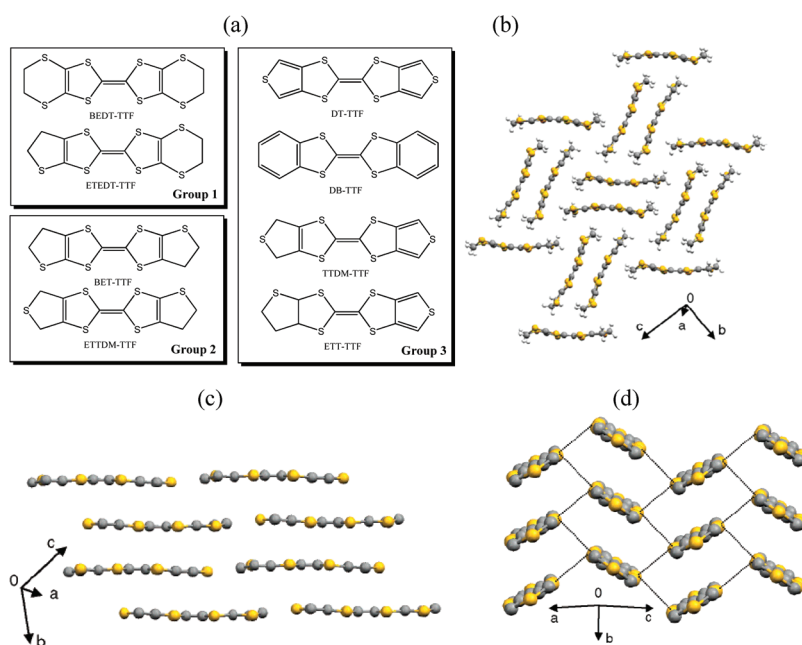 (a)
(b)
S S S S
S S S S
BEDT-TTF
S S S
S S S S
ETEDT-TTF
Group 1
S S
S S S S
BET-TTF
S S S
S S S
ETTDM-TTF
Group 2
S S
S S
S S
DT-TTF
S S
S S
DB-TTF
S S
S S
S S
TTDM-TTF
S S
S S
S S
ETT-TTF
Group 3
0
c a b
(c)
(d)
c
0
a
b
0
a c
b